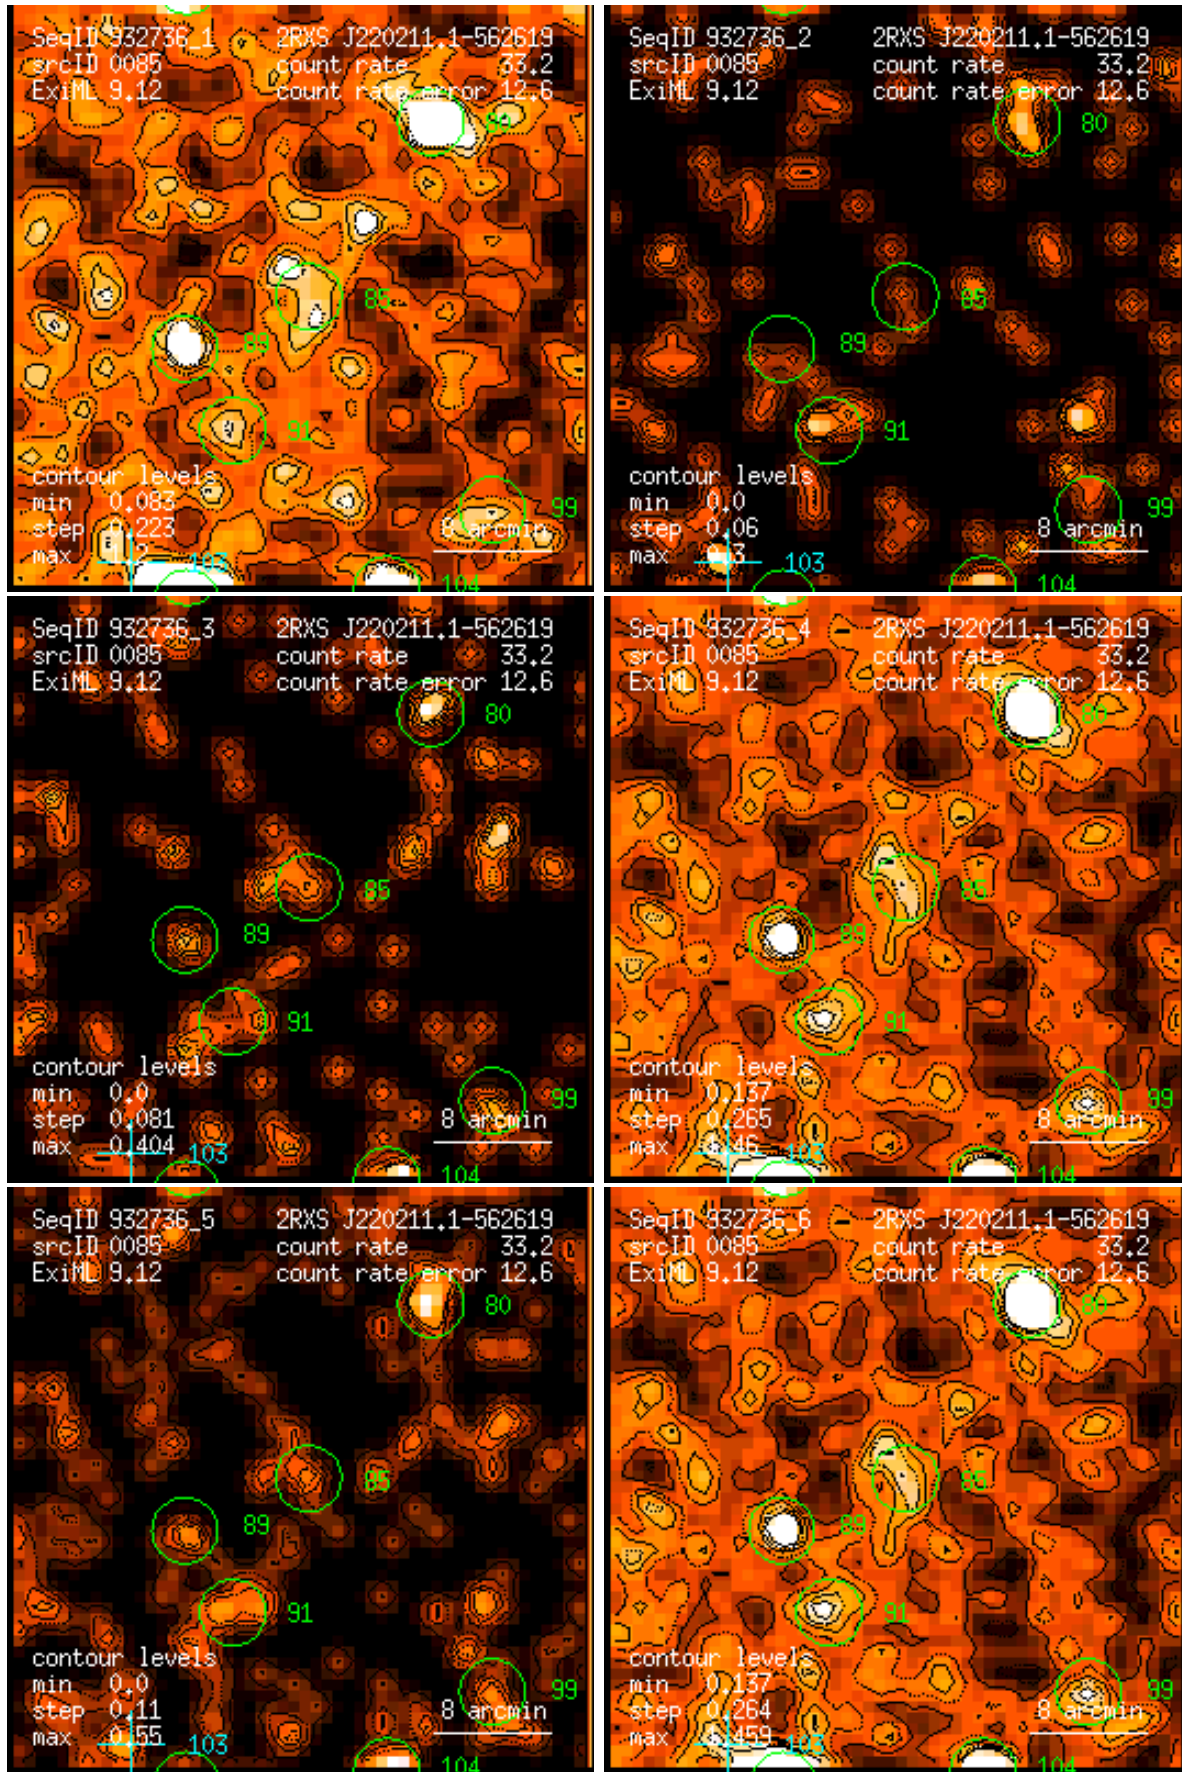 SeqID 932736_1 2RXS J220211.1-562619
srcID 0085 count rate 33.2
ExiML 9.12 count rate error 12.6
80
85
89
91
contour levels
min 0.083
99
step 0.223
8 arcmin
max 1.2
103
104
SeqID 932736_2 2RXS J220211.1-562619
srcID 0085 count rate 33.2
ExiML 9.12 count rate error 12.6
80
85
89
91
contour levels
min 0.0
99
step 0.06
8 arcmin
max 0.3
103
104
SeqID 932736_3 2RXS J220211.1-562619
srcID 0085 count rate 33.2
ExiML 9.12 count rate error 12.6
80
85
89
91
contour levels
min 0.0
99
step 0.081
8 arcmin
max 0.404
103
104
SeqID 932736_4 2RXS J220211.1-562619
srcID 0085 count rate 33.2
ExiML 9.12 count rate error 12.6
80
85
89
91
contour levels
min 0.137
99
step 0.265
8 arcmin
max 1.46
103
104
SeqID 932736_5 2RXS J220211.1-562619
srcID 0085 count rate 33.2
ExiML 9.12 count rate error 12.6
80
85
89
91
contour levels
min 0.0
99
step 0.11
8 arcmin
max 0.55
103
104
SeqID 932736_6 2RXS J220211.1-562619
srcID 0085 count rate 33.2
ExiML 9.12 count rate error 12.6
80
85
89
91
contour levels
min 0.137
99
step 0.264
8 arcmin
max 1.459
103
104